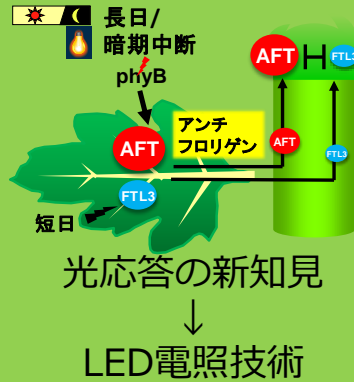 長日/
暗期中断
phyB
AFT
アンチ
フロリゲン
FTL3
短日
AFT
FTL3
AFT
FTL3
光応答の新知見
↓
LED電照技術